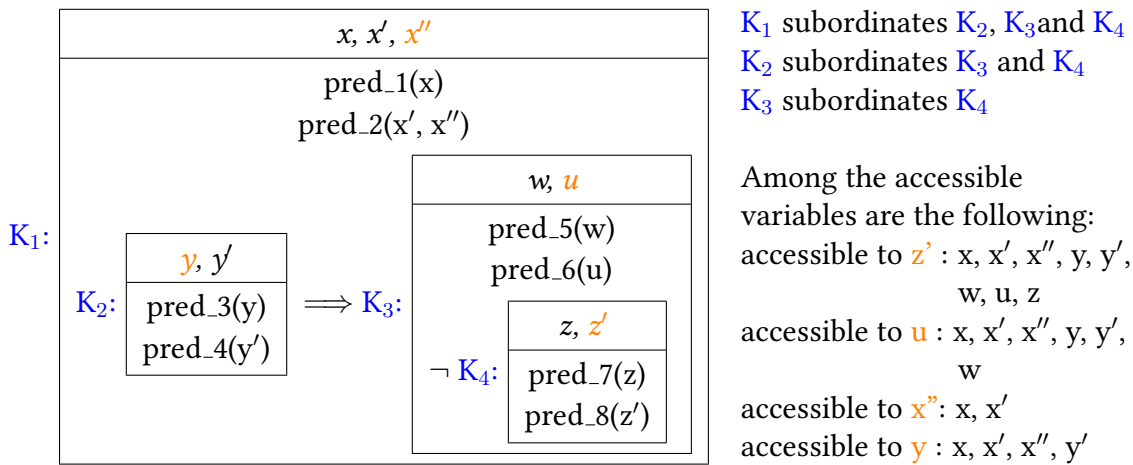 x, x′, x′′
pred_1(x)
pred_2(x′, x′′)
K₁:
K₂:
y, y′
pred_3(y)
pred_4(y′)
⟹
K₃:
w, u
pred_5(w)
pred_6(u)
¬ K₄:
z, z′
pred_7(z)
pred_8(z′)
K₁ subordinates K₂, K₃and K₄
K₂ subordinates K₃ and K₄
K₃ subordinates K₄
Among the accessible
variables are the following:
accessible to z’ : x, x′, x′′, y, y′,
w, u, z
accessible to u : x, x′, x′′, y, y′,
w
accessible to x”: x, x′
accessible to y : x, x′, x′′, y′